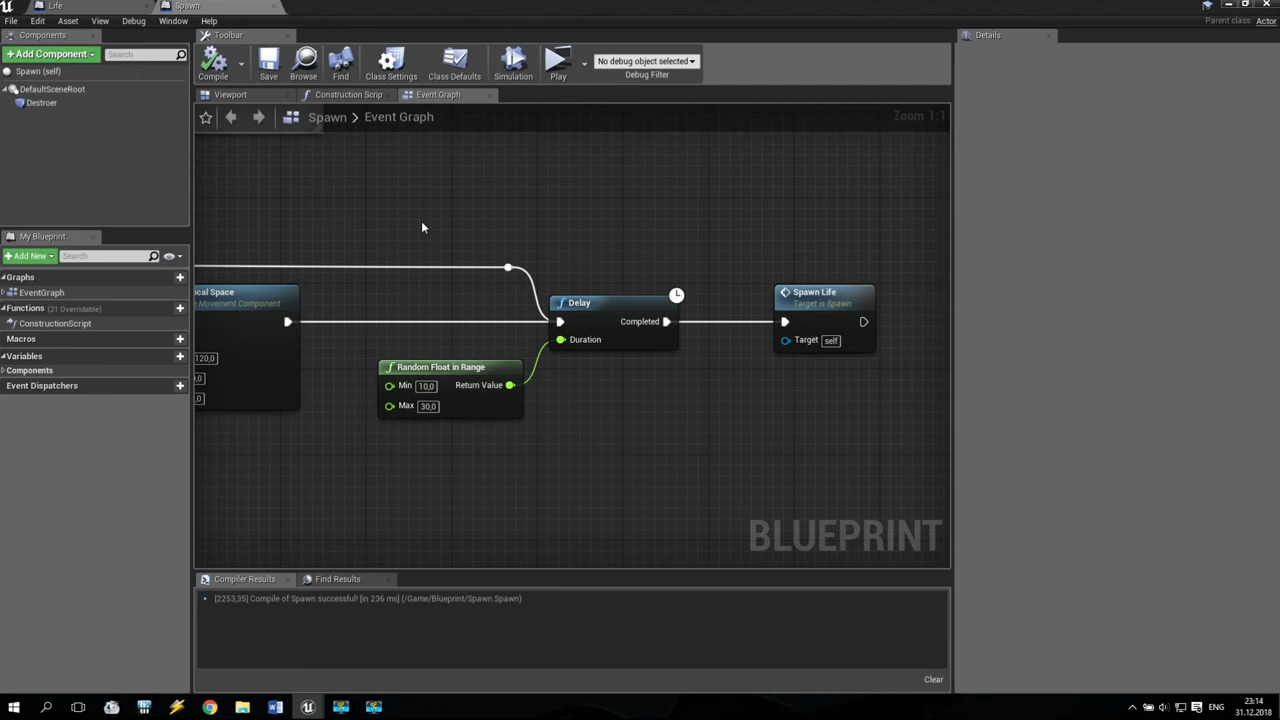 Life
Spawn
File Edit Asset View Debug Window Help
Parent class: Actor
Components
Toolbar
Details
+Add Component
Search
Compile
Save
Browse
Find
Class Settings
Class Defaults
Simulation
Play
No debug object selected
Debug Filter
Spawn (self)
DefaultSceneRoot
Destroer
Viewport
Construction Scrip
Event Graph
Spawn > Event Graph
Zoom 1:1
My Blueprint
+Add New
Search
Graphs
EventGraph
Functions (21 Overridable)
ConstructionScript
Macros
Variables
Components
Event Dispatchers
ocal Space
Movement Component
120,0
,0
,0
Delay
Completed
Duration
Random Float in Range
Min 10,0
Return Value
Max 30,0
Spawn Life
Target is Spawn
Target self
BLUEPRINT
Compiler Results
Find Results
[2253,35] Compile of Spawn successful! [in 236 ms] (/Game/Blueprint/Spawn.Spawn)
Clear
ENG
23:14
31.12.2018